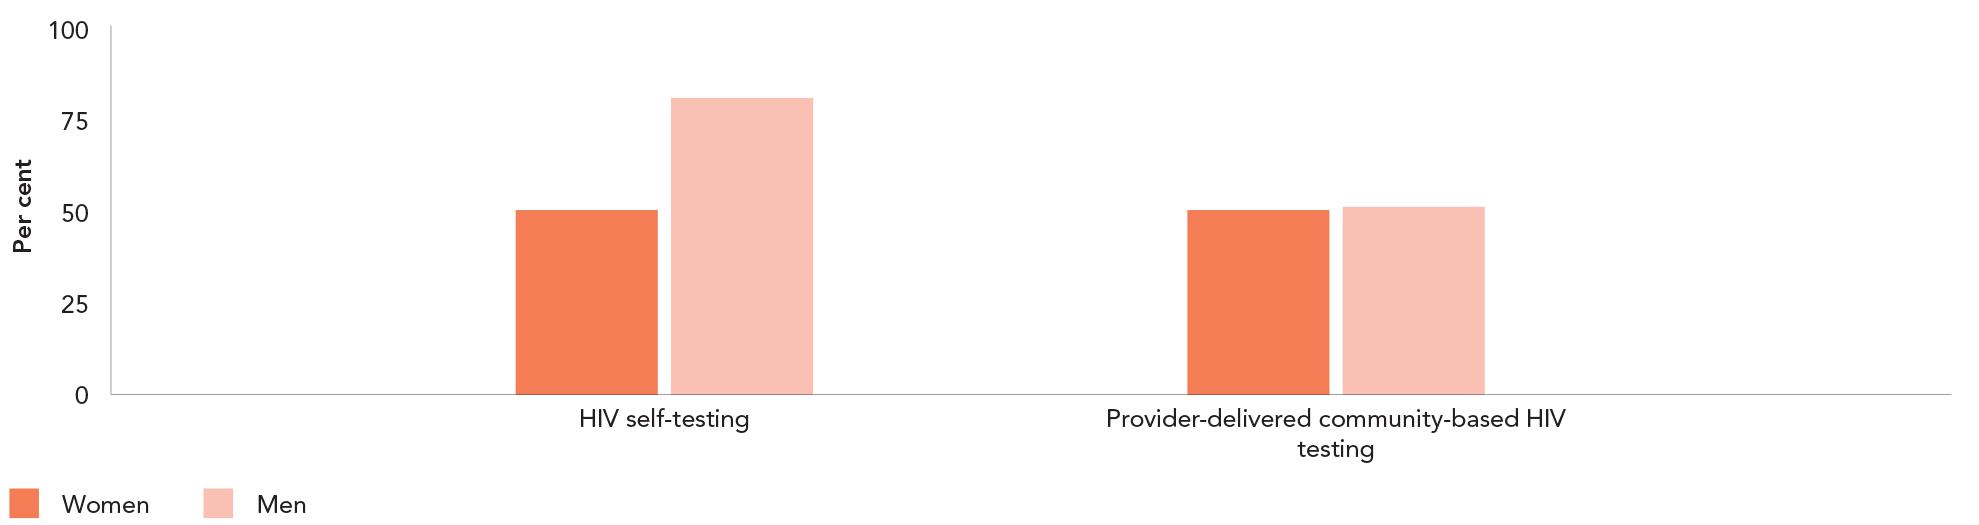 100
75
50
25
0
Per cent
HIV self-testing
Provider-delivered community-based HIV
testing
Women
Men